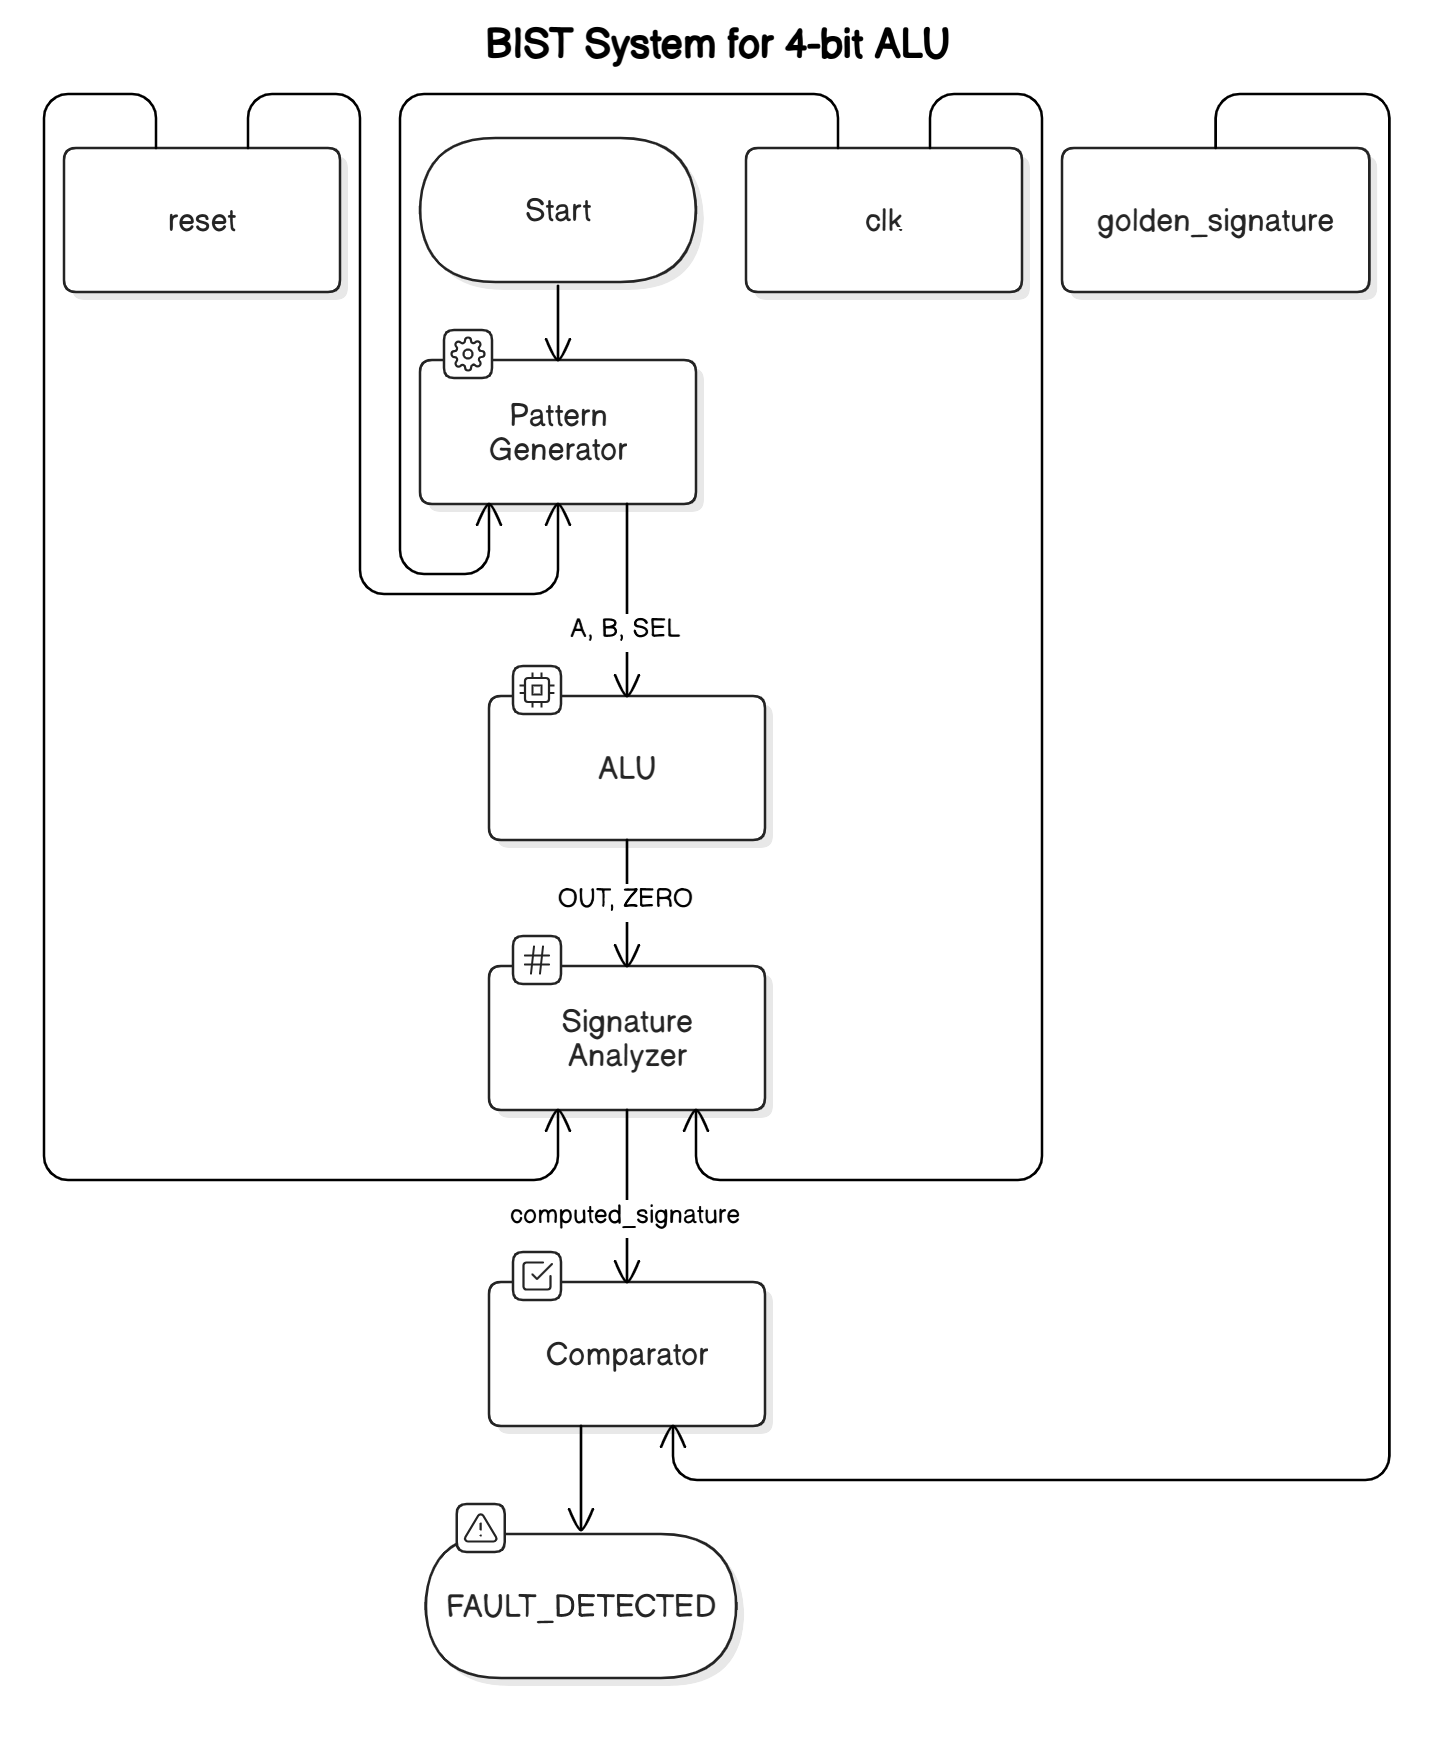 BIST System for 4-bit ALU
reset
Start
clk
golden_signature
Pattern
Generator
A, B, SEL
ALU
OUT, ZERO
#
Signature
Analyzer
computed_signature
Comparator
FAULT_DETECTED